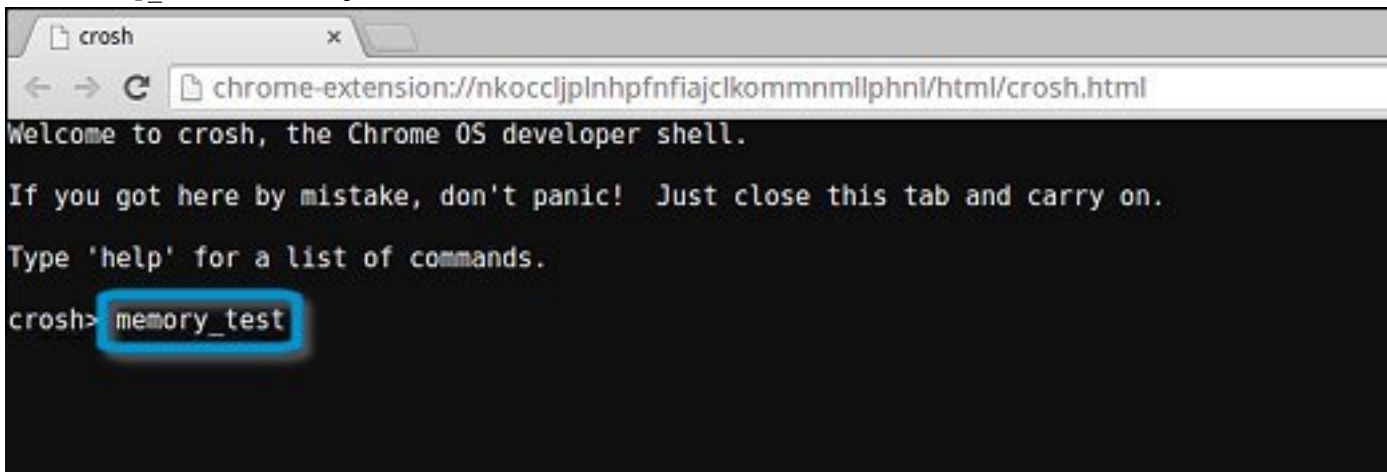 crosh
chrome-extension://nkoccljplnhpfnfiajclkommnmllphnl/html/crosh.html
Welcome to crosh, the Chrome OS developer shell.
If you got here by mistake, don't panic!  Just close this tab and carry on.
Type 'help' for a list of commands.
crosh> memory_test